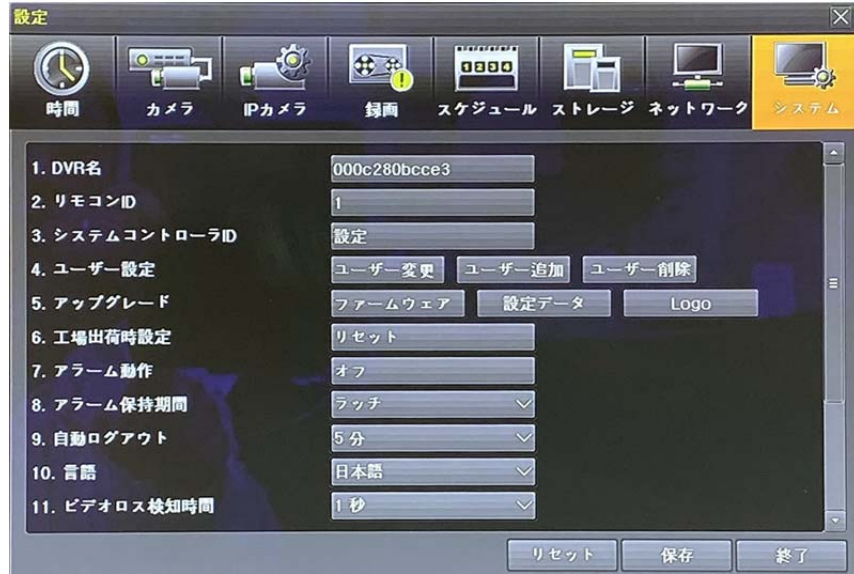 設定
時間 カメラ IPカメラ 録画 スケジュール ストレージ ネットワーク システム
1234
1. DVR名 000c280bcce3
2. リモコンID 1
3. システムコントローラID 設定
4. ユーザー設定 ユーザー変更 ユーザー追加 ユーザー削除
5. アップグレード ファームウェア 設定データ Logo
6. 工場出荷時設定 リセット
7. アラーム動作 オフ
8. アラーム保持期間 ラッチ
9. 自動ログアウト 5分
10. 言語 日本語
11. ビデオロス検知時間 1秒
リセット 保存 終了